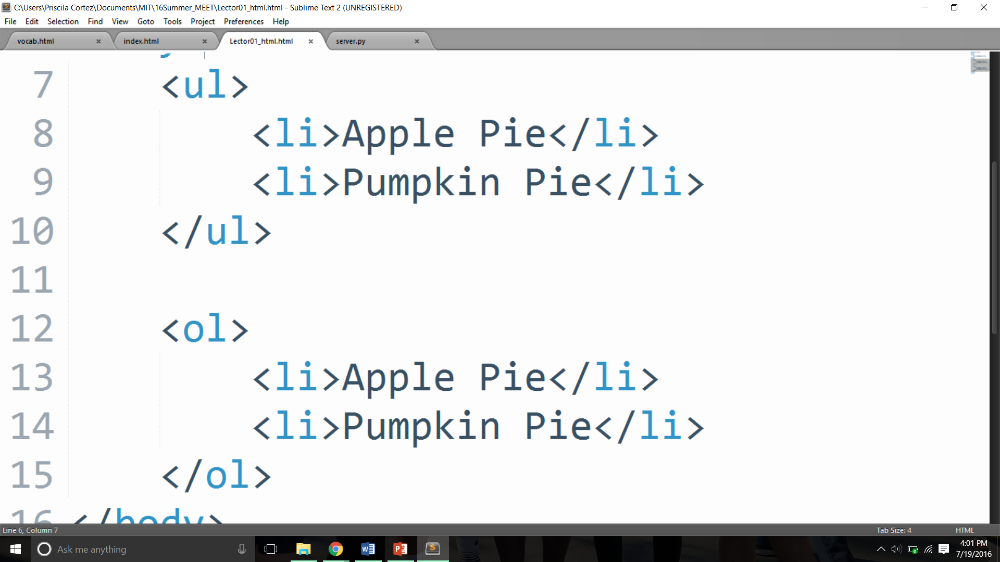 C:\Users\Priscila Cortez\Documents\MIT\16Summer_MEET\Lector01_html.html - Sublime Text 2 (UNREGISTERED)
File Edit Selection Find View Goto Tools Project Preferences Help
vocab.html × index.html × Lector01_html.html × server.py ×
7 <ul>
8 <li>Apple Pie</li>
9 <li>Pumpkin Pie</li>
10 </ul>
11
12 <ol>
13 <li>Apple Pie</li>
14 <li>Pumpkin Pie</li>
15 </ol>
16 </body>
Line 6, Column 7 Tab Size: 4 HTML
Ask me anything
4:01 PM
7/19/2016